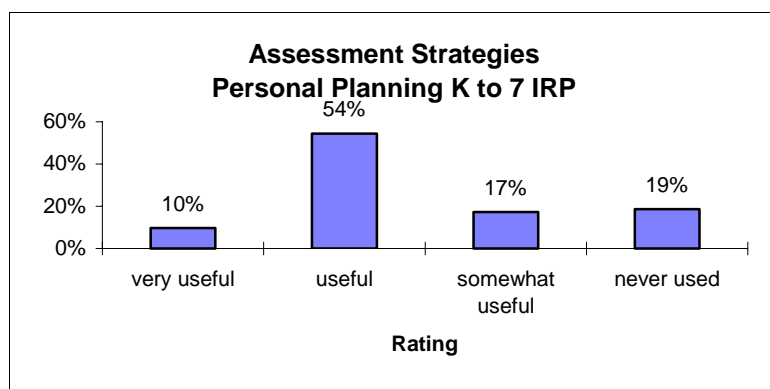 Assessment Strategies
Personal Planning K to 7 IRP
54%
60%
40%
17%
19%
20%
10%
0%
very useful
useful
somewhat
useful
never used
Rating